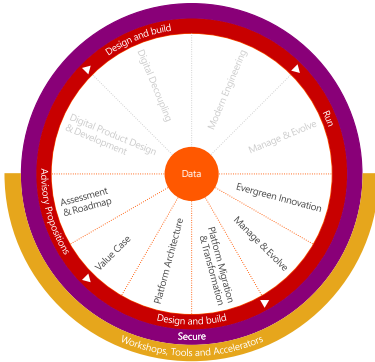 Design and build
Digital Decoupling
Modern Engineering
Digital Product Design
& Development
Manage & Evolve
Run
Data
Advisory Propositions
Assessment
& Roadmap
Value Case
Platform Architecture
Platform Migration
& Transformation
Manage & Evolve
Evergreen Innovation
Design and build
Secure
Workshops, Tools and Accelerators